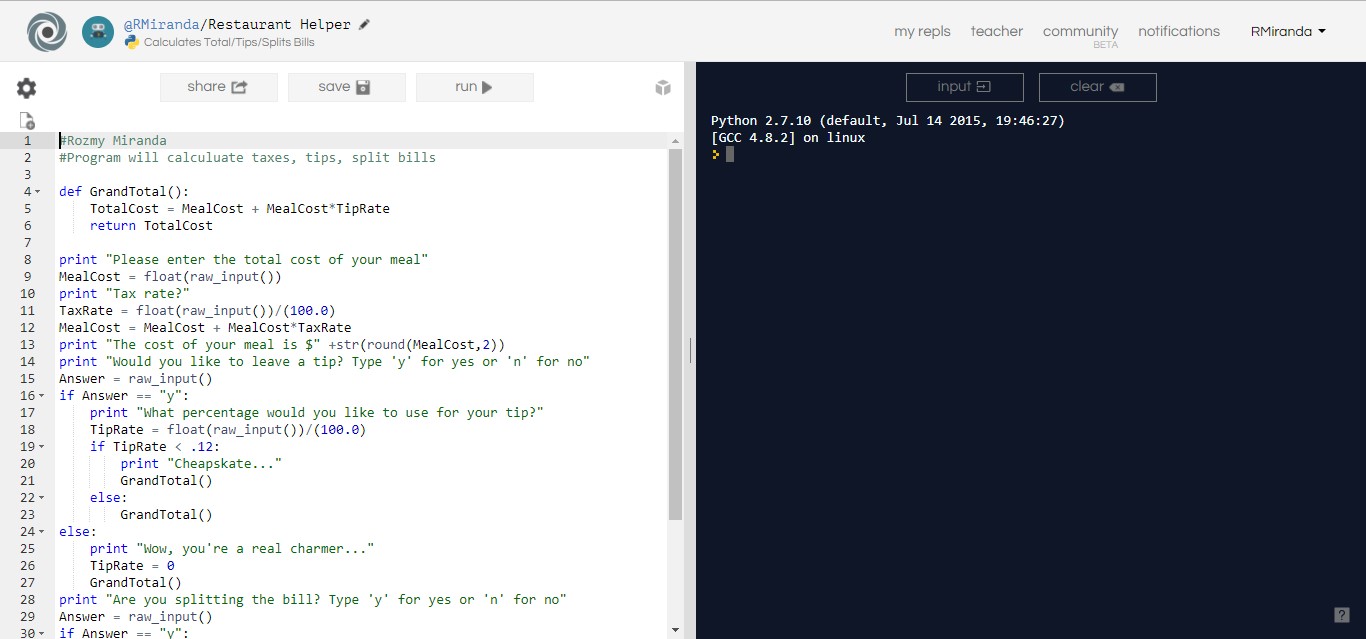 @RMiranda/Restaurant Helper
Calculates Total/Tips/Splits Bills
my repls teacher community notifications RMiranda
BETA
share save run
input clear
1 #Rozmy Miranda
2 #Program will calculuate taxes, tips, split bills
3
4 def GrandTotal():
5 TotalCost = MealCost + MealCost*TipRate
6 return TotalCost
7
8 print "Please enter the total cost of your meal"
9 MealCost = float(raw_input())
10 print "Tax rate?"
11 TaxRate = float(raw_input())/(100.0)
12 MealCost = MealCost + MealCost*TaxRate
13 print "The cost of your meal is $" +str(round(MealCost,2))
14 print "Would you like to leave a tip? Type 'y' for yes or 'n' for no"
15 Answer = raw_input()
16 if Answer == "y":
17 print "What percentage would you like to use for your tip?"
18 TipRate = float(raw_input())/(100.0)
19 if TipRate < .12:
20 print "Cheapskate..."
21 GrandTotal()
22 else:
23 GrandTotal()
24 else:
25 print "Wow, you're a real charmer..."
26 TipRate = 0
27 GrandTotal()
28 print "Are you splitting the bill? Type 'y' for yes or 'n' for no"
29 Answer = raw_input()
30 if Answer == "y":
Python 2.7.10 (default, Jul 14 2015, 19:46:27)
[GCC 4.8.2] on linux
?